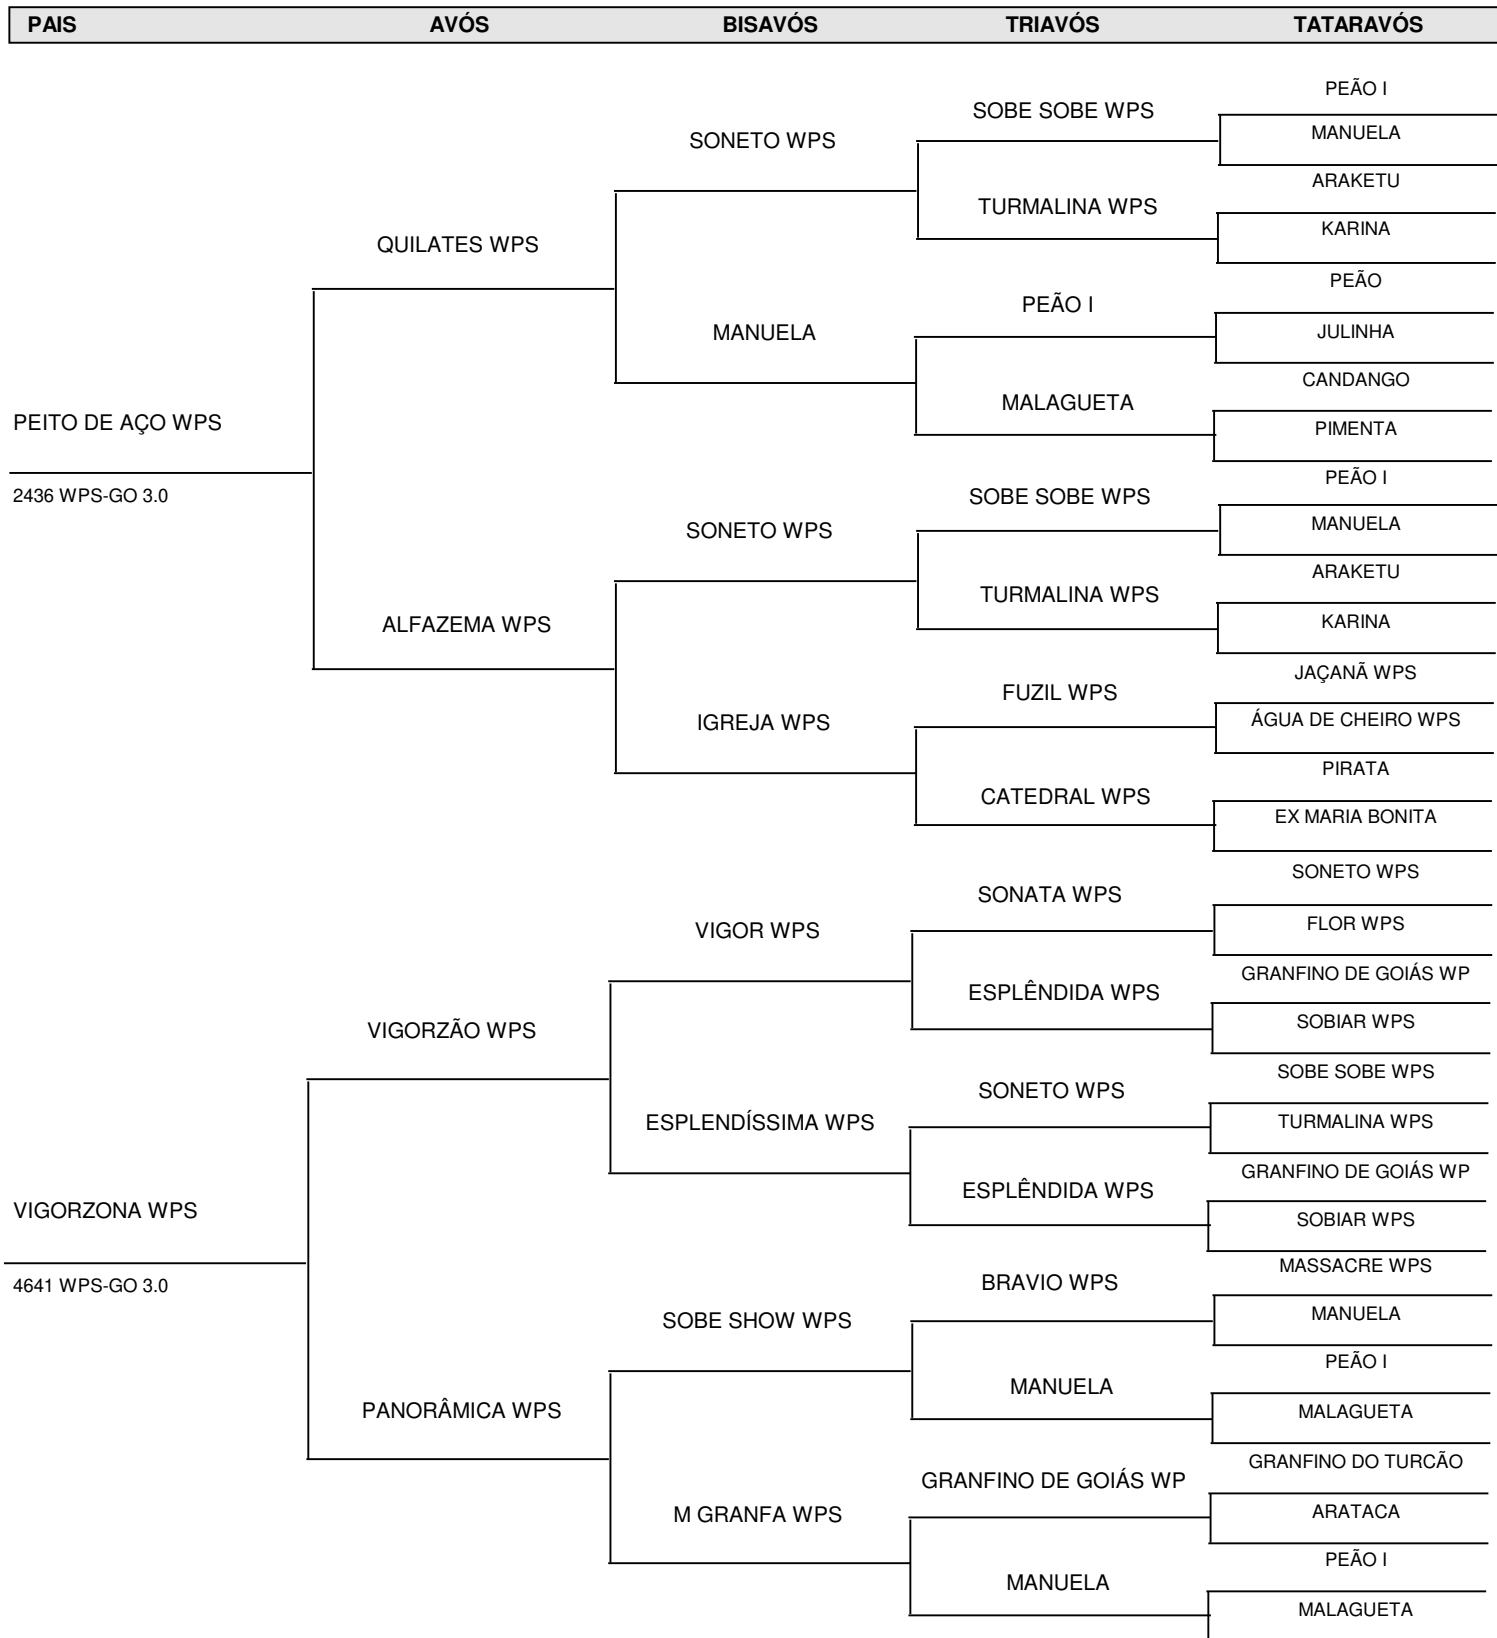 PAIS AVÓS BISAVÓS TRIAVÓS TATARAVÓS
PEÃO I
SOBE SOBE WPS
MANUELA
SONETO WPS
ARAKETU
TURMALINA WPS
KARINA
QUILATES WPS
PEÃO
PEÃO I
JULINHA
MANUELA
CANDANGO
MALAGUETA
PIMENTA
PEITO DE AÇO WPS
2436 WPS-GO 3.0
PEÃO I
SOBE SOBE WPS
MANUELA
SONETO WPS
ARAKETU
TURMALINA WPS
KARINA
ALFAZEMA WPS
JAÇANÃ WPS
FUZIL WPS
ÁGUA DE CHEIRO WPS
IGREJA WPS
PIRATA
CATEDRAL WPS
EX MARIA BONITA
SONETO WPS
SONATA WPS
FLOR WPS
VIGOR WPS
GRANFINO DE GOIÁS WP
ESPLÊNDIDA WPS
SOBIAR WPS
VIGORZÃO WPS
SOBE SOBE WPS
SONETO WPS
TURMALINA WPS
ESPLENDÍSSIMA WPS
GRANFINO DE GOIÁS WP
ESPLÊNDIDA WPS
SOBIAR WPS
VIGORZONA WPS
4641 WPS-GO 3.0
MASSACRE WPS
BRAVIO WPS
MANUELA
SOBE SHOW WPS
PEÃO I
MANUELA
MALAGUETA
PANORÂMICA WPS
GRANFINO DO TURCÃO
GRANFINO DE GOIÁS WP
ARATACA
M GRANFA WPS
PEÃO I
MANUELA
MALAGUETA